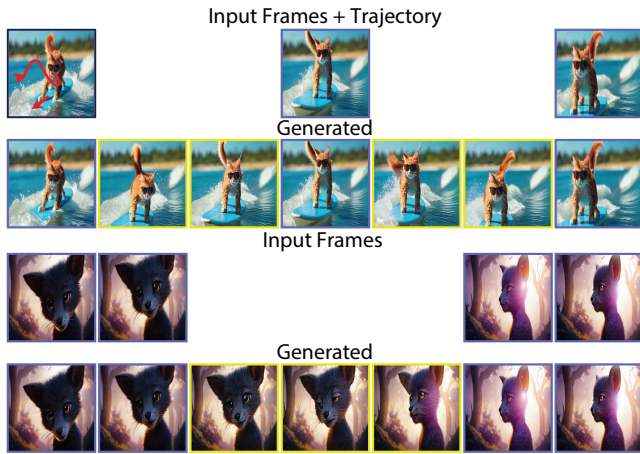 Input Frames + Trajectory
Generated
Input Frames
Generated